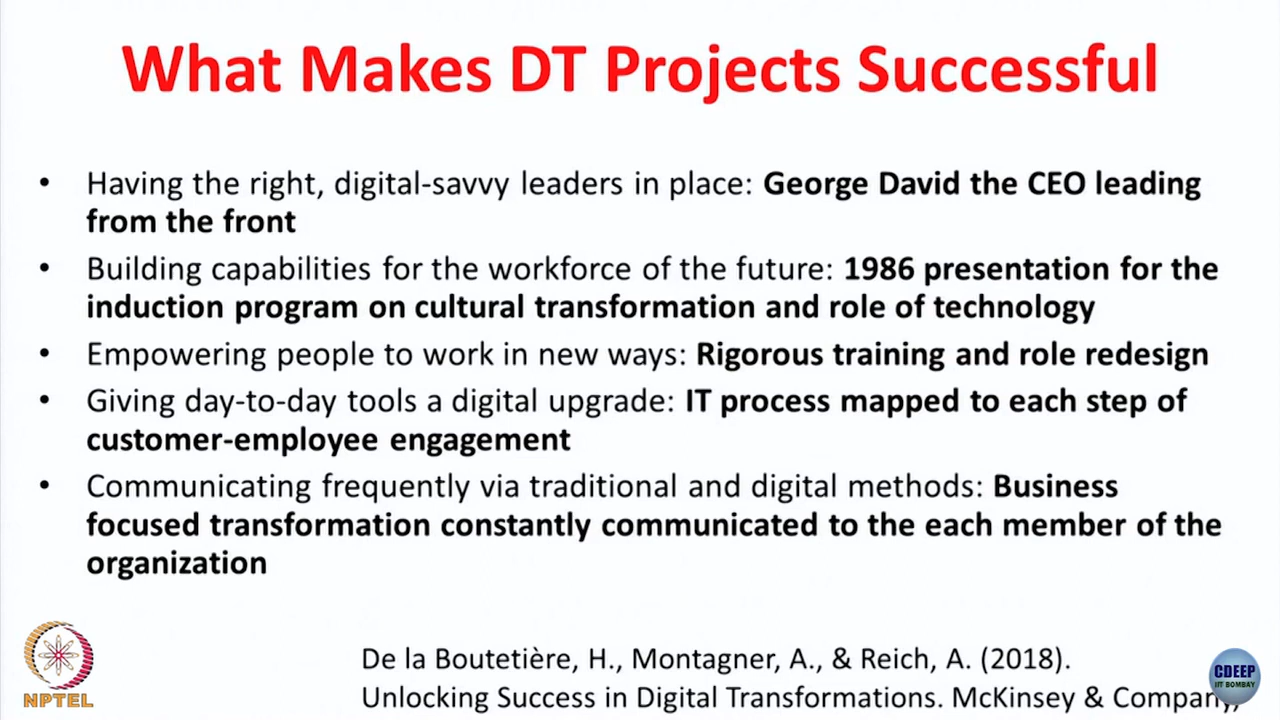 What Makes DT Projects Successful
• Having the right, digital-savvy leaders in place: George David the CEO leading
from the front
• Building capabilities for the workforce of the future: 1986 presentation for the
induction program on cultural transformation and role of technology
• Empowering people to work in new ways: Rigorous training and role redesign
• Giving day-to-day tools a digital upgrade: IT process mapped to each step of
customer-employee engagement
• Communicating frequently via traditional and digital methods: Business
focused transformation constantly communicated to the each member of the
organization
De la Boutetière, H., Montagner, A., & Reich, A. (2018).
Unlocking Success in Digital Transformations. McKinsey & Company,
NPTEL
CDEEP
IIT BOMBAY